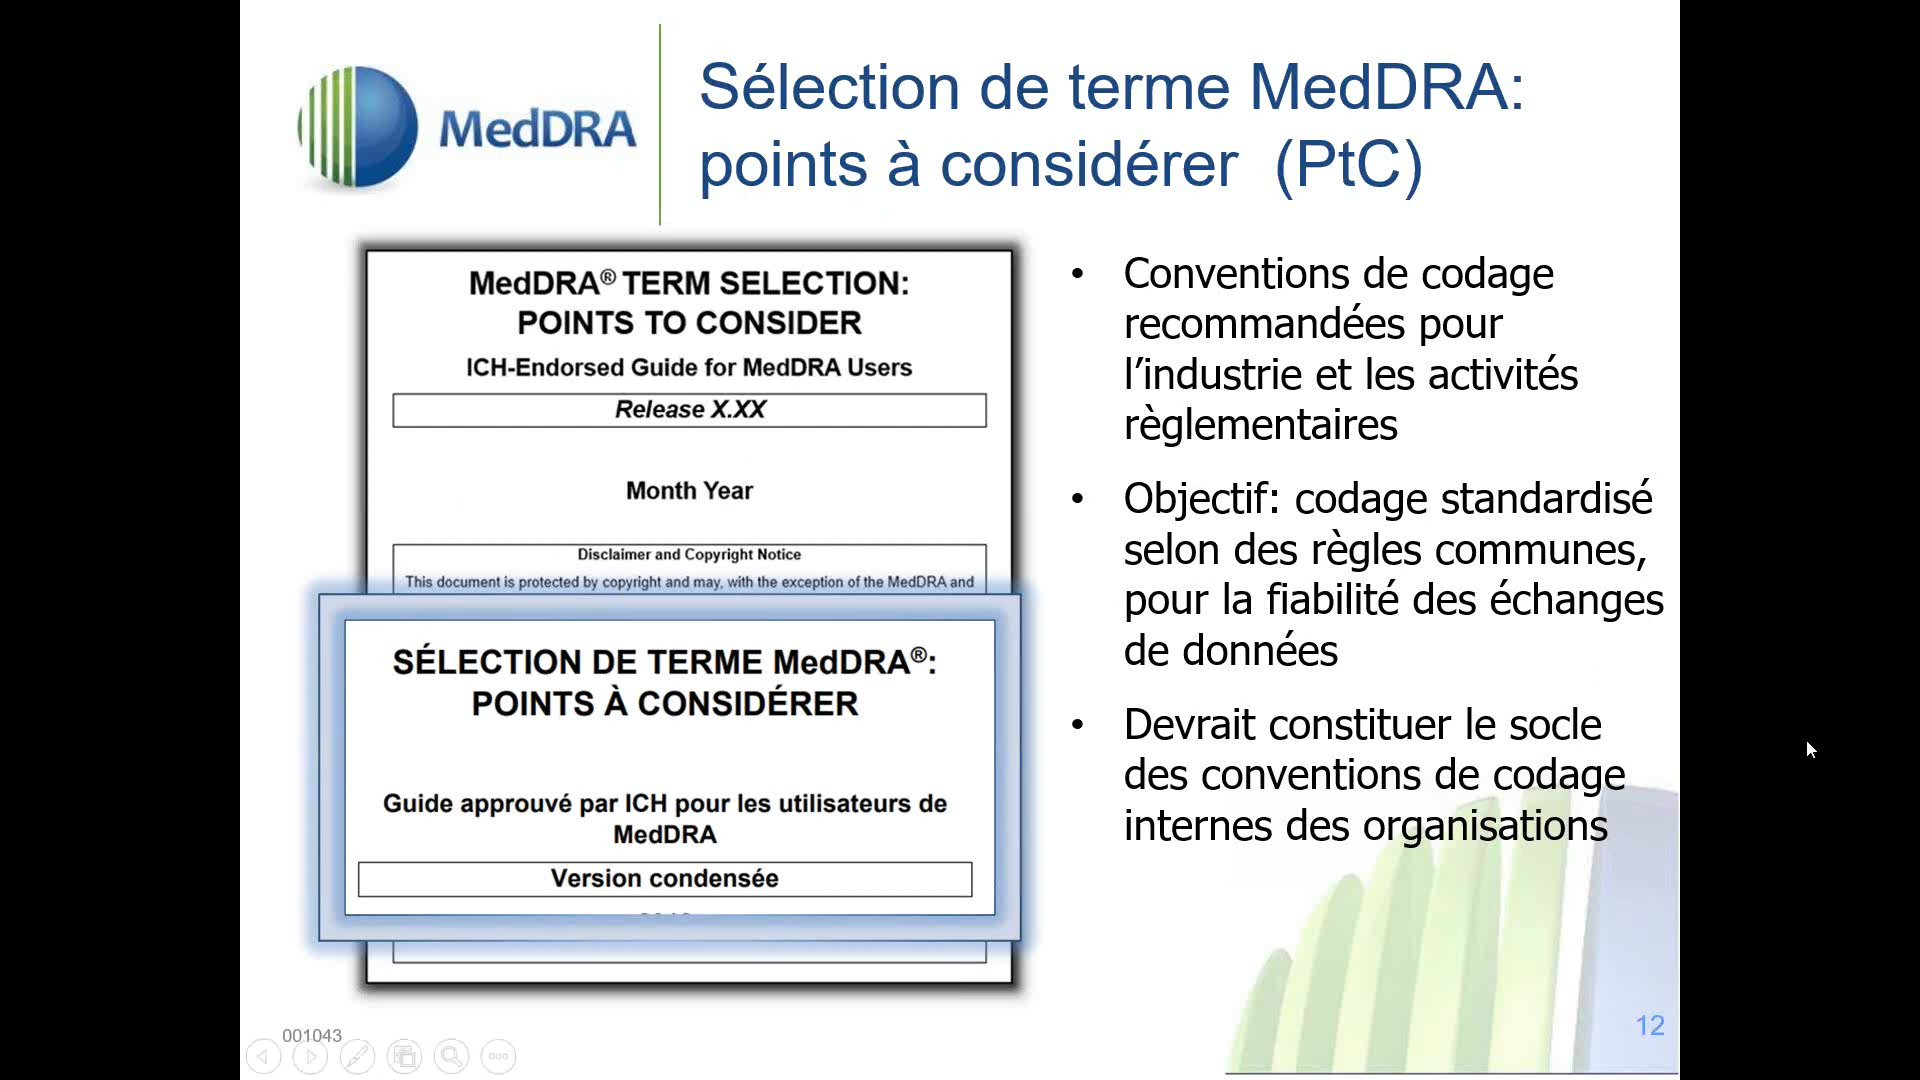 MedDRA
Sélection de terme MedDRA:
points à considérer (PtC)
MedDRA® TERM SELECTION:
POINTS TO CONSIDER
ICH-Endorsed Guide for MedDRA Users
Release X.XX
Month Year
Disclaimer and Copyright Notice
This document is protected by copyright and may, with the exception of the MedDRA and
SÉLECTION DE TERME MedDRA®:
POINTS À CONSIDÉRER
Guide approuvé par ICH pour les utilisateurs de
MedDRA
Version condensée
• Conventions de codage
recommandées pour
l’industrie et les activités
règlementaires
• Objectif: codage standardisé
selon des règles communes,
pour la fiabilité des échanges
de données
• Devrait constituer le socle
des conventions de codage
internes des organisations
001043
12